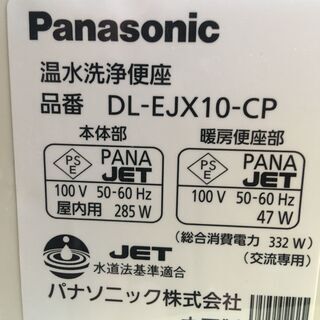 Panasonic
温水洗浄便座
品番 DL-EJX10-CP
本体部 暖房便座部
PS E PANA JET PS E PANA JET
100 V 50-60 Hz 100 V 50-60 Hz
屋内用 285 W 47 W
(総合消費電力 332 W)
(交流専用)
JET
水道法基準適合
パナソニック株式会社